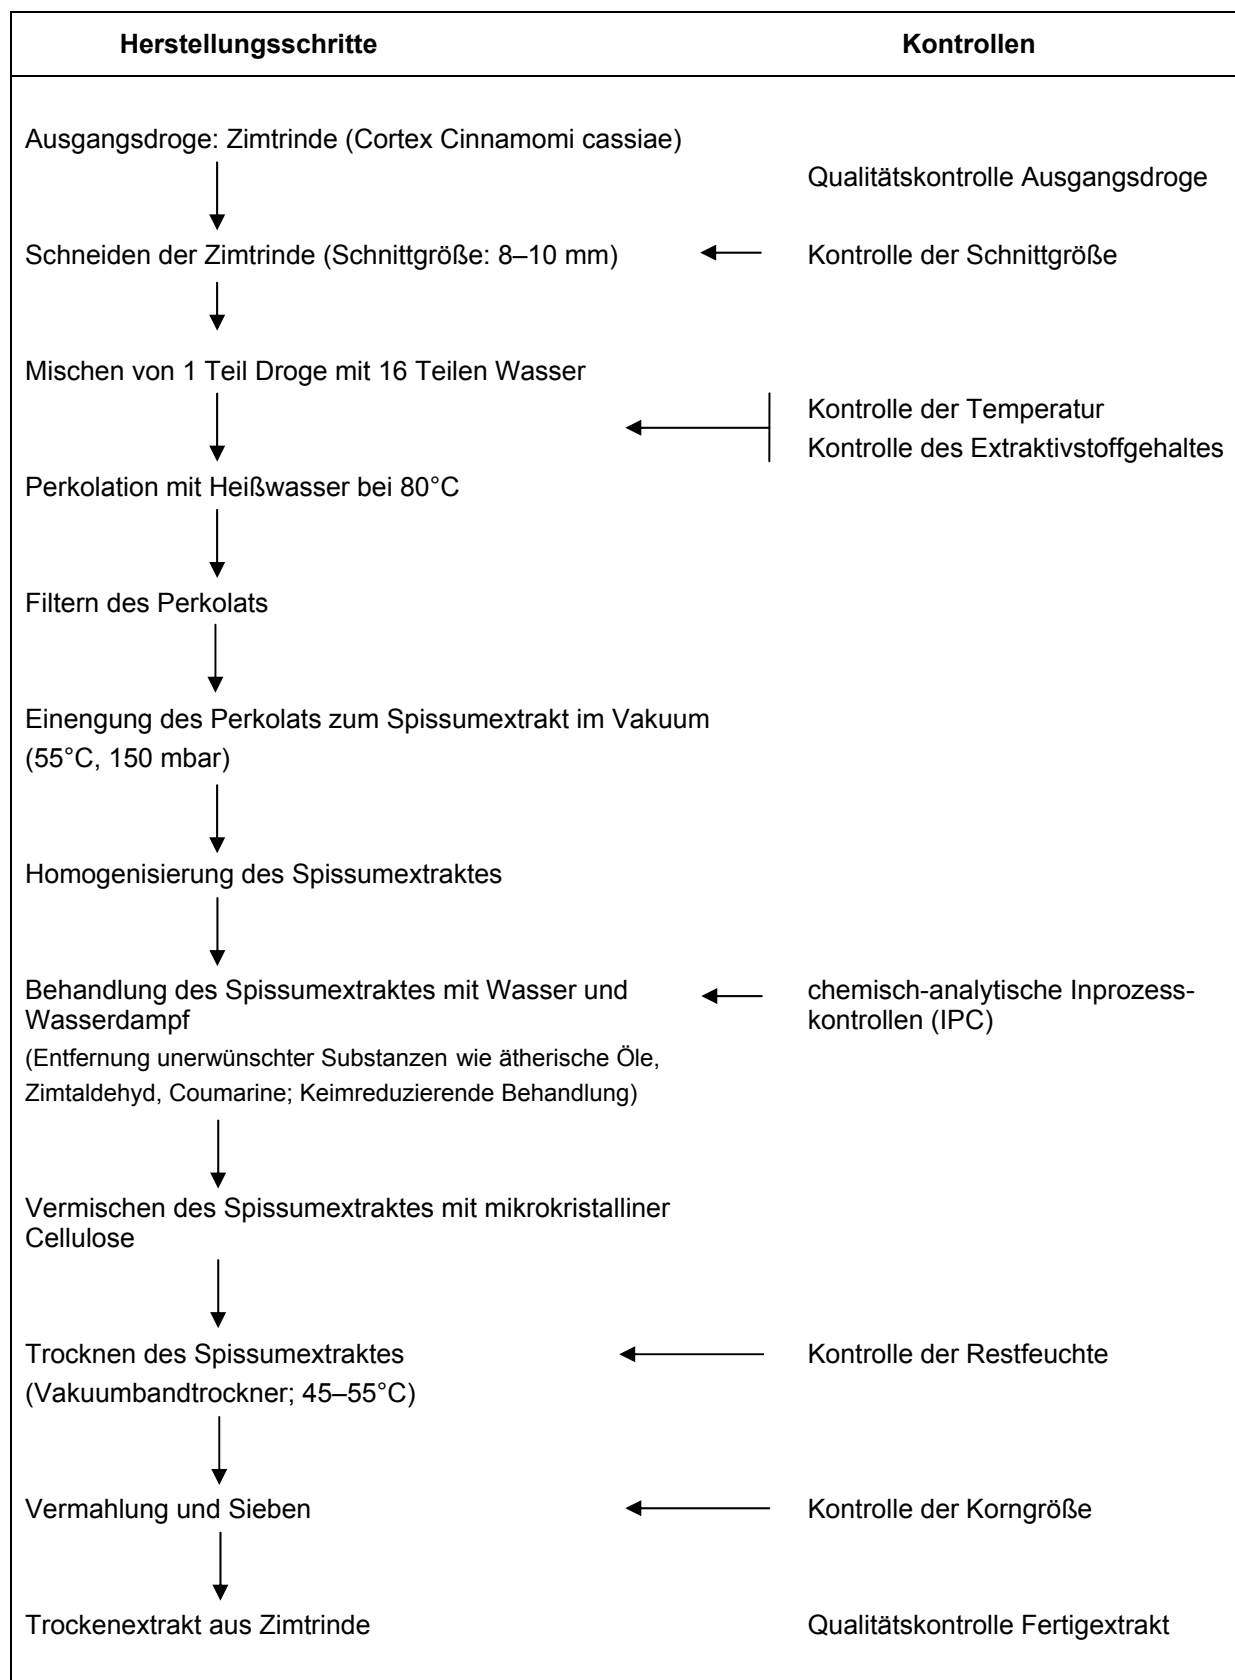 Herstellungsschritte Kontrollen
Ausgangsdroge: Zimtrinde (Cortex Cinnamomi cassiae)
Qualitätskontrolle Ausgangsdroge
Schneiden der Zimtrinde (Schnittgröße: 8–10 mm) Kontrolle der Schnittgröße
Mischen von 1 Teil Droge mit 16 Teilen Wasser
Kontrolle der Temperatur
Kontrolle des Extraktivstoffgehaltes
Perkolation mit Heißwasser bei 80°C
Filtern des Perkolats
Einengung des Perkolats zum Spissumextrakt im Vakuum
(55°C, 150 mbar)
Homogenisierung des Spissumextraktes
Behandlung des Spissumextraktes mit Wasser und chemisch-analytische Inprozess-
Wasserdampf kontrollen (IPC)
(Entfernung unerwünschter Substanzen wie ätherische Öle,
Zimtaldehyd, Coumarine; Keimreduzierende Behandlung)
Vermischen des Spissumextraktes mit mikrokristalliner
Cellulose
Trocknen des Spissumextraktes Kontrolle der Restfeuchte
(Vakuumbandtrockner; 45–55°C)
Vermahlung und Sieben Kontrolle der Korngröße
Trockenextrakt aus Zimtrinde Qualitätskontrolle Fertigextrakt